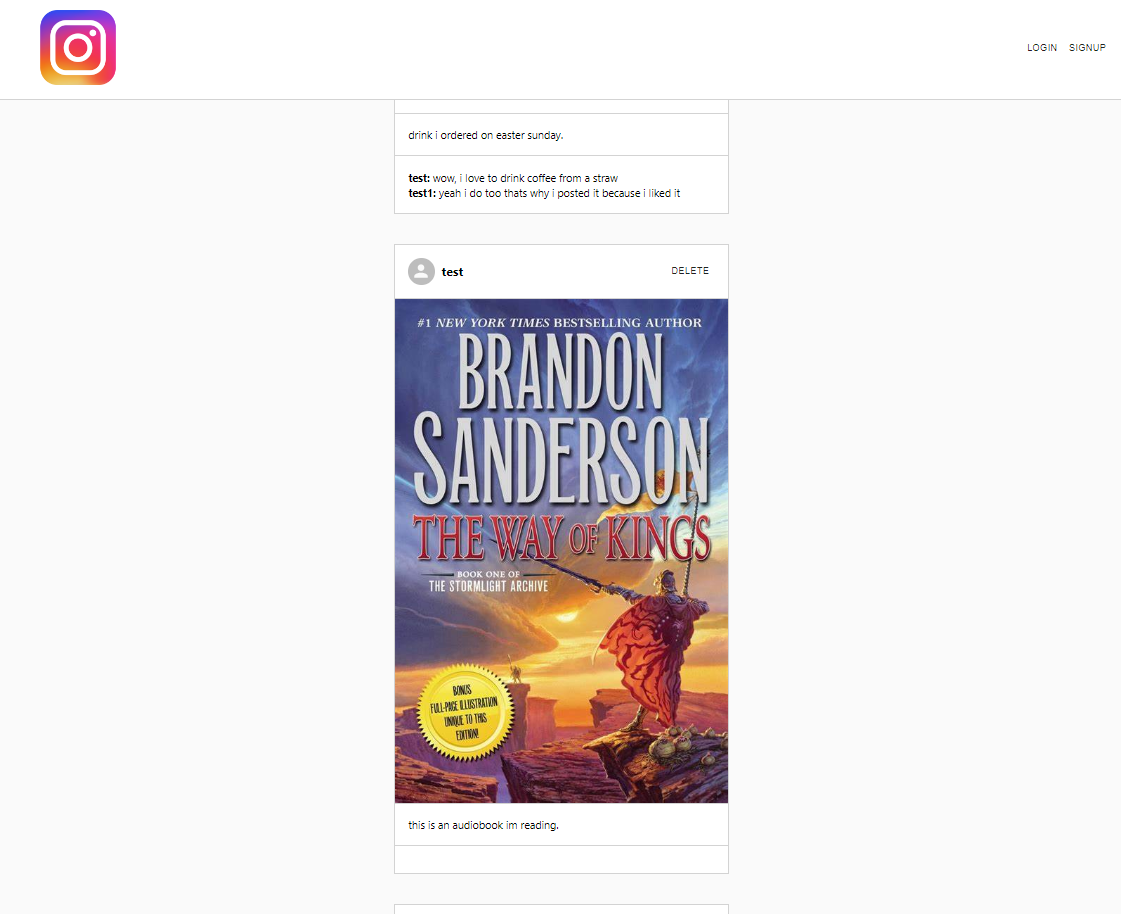 LOGIN SIGNUP
drink i ordered on easter sunday.
test: wow, i love to drink coffee from a straw
test1: yeah i do too thats why i posted it because i liked it
test DELETE
#1 NEW YORK TIMES BESTSELLING AUTHOR
BRANDON
SANDERSON
THE WAY OF KINGS
BOOK ONE OF
THE STORMLIGHT ARCHIVE
BONUS
FULL-PAGE ILLUSTRATION
UNIQUE TO THIS
EDITION!
this is an audiobook im reading.